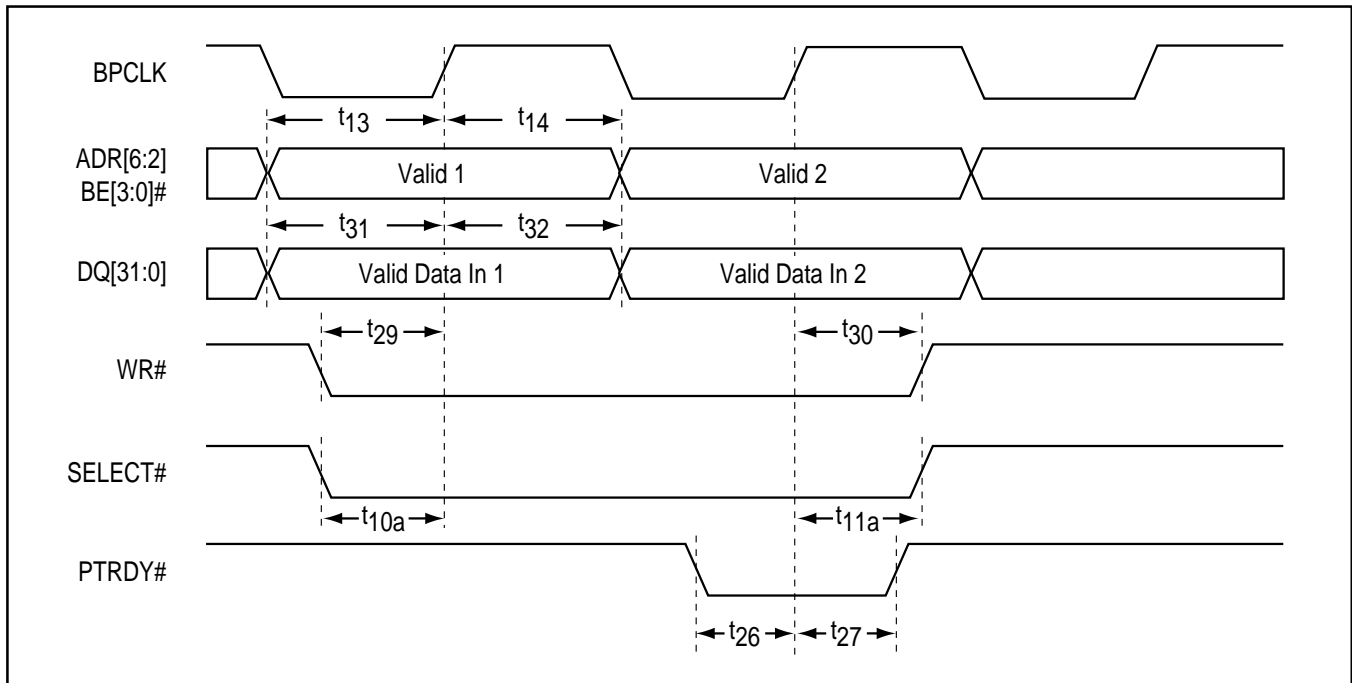 BPCLK
t13
t14
ADR[6:2]
BE[3:0]#
Valid 1
Valid 2
t31
t32
DQ[31:0]
Valid Data In 1
Valid Data In 2
t29
t30
WR#
SELECT#
t10a
t11a
PTRDY#
t26
t27